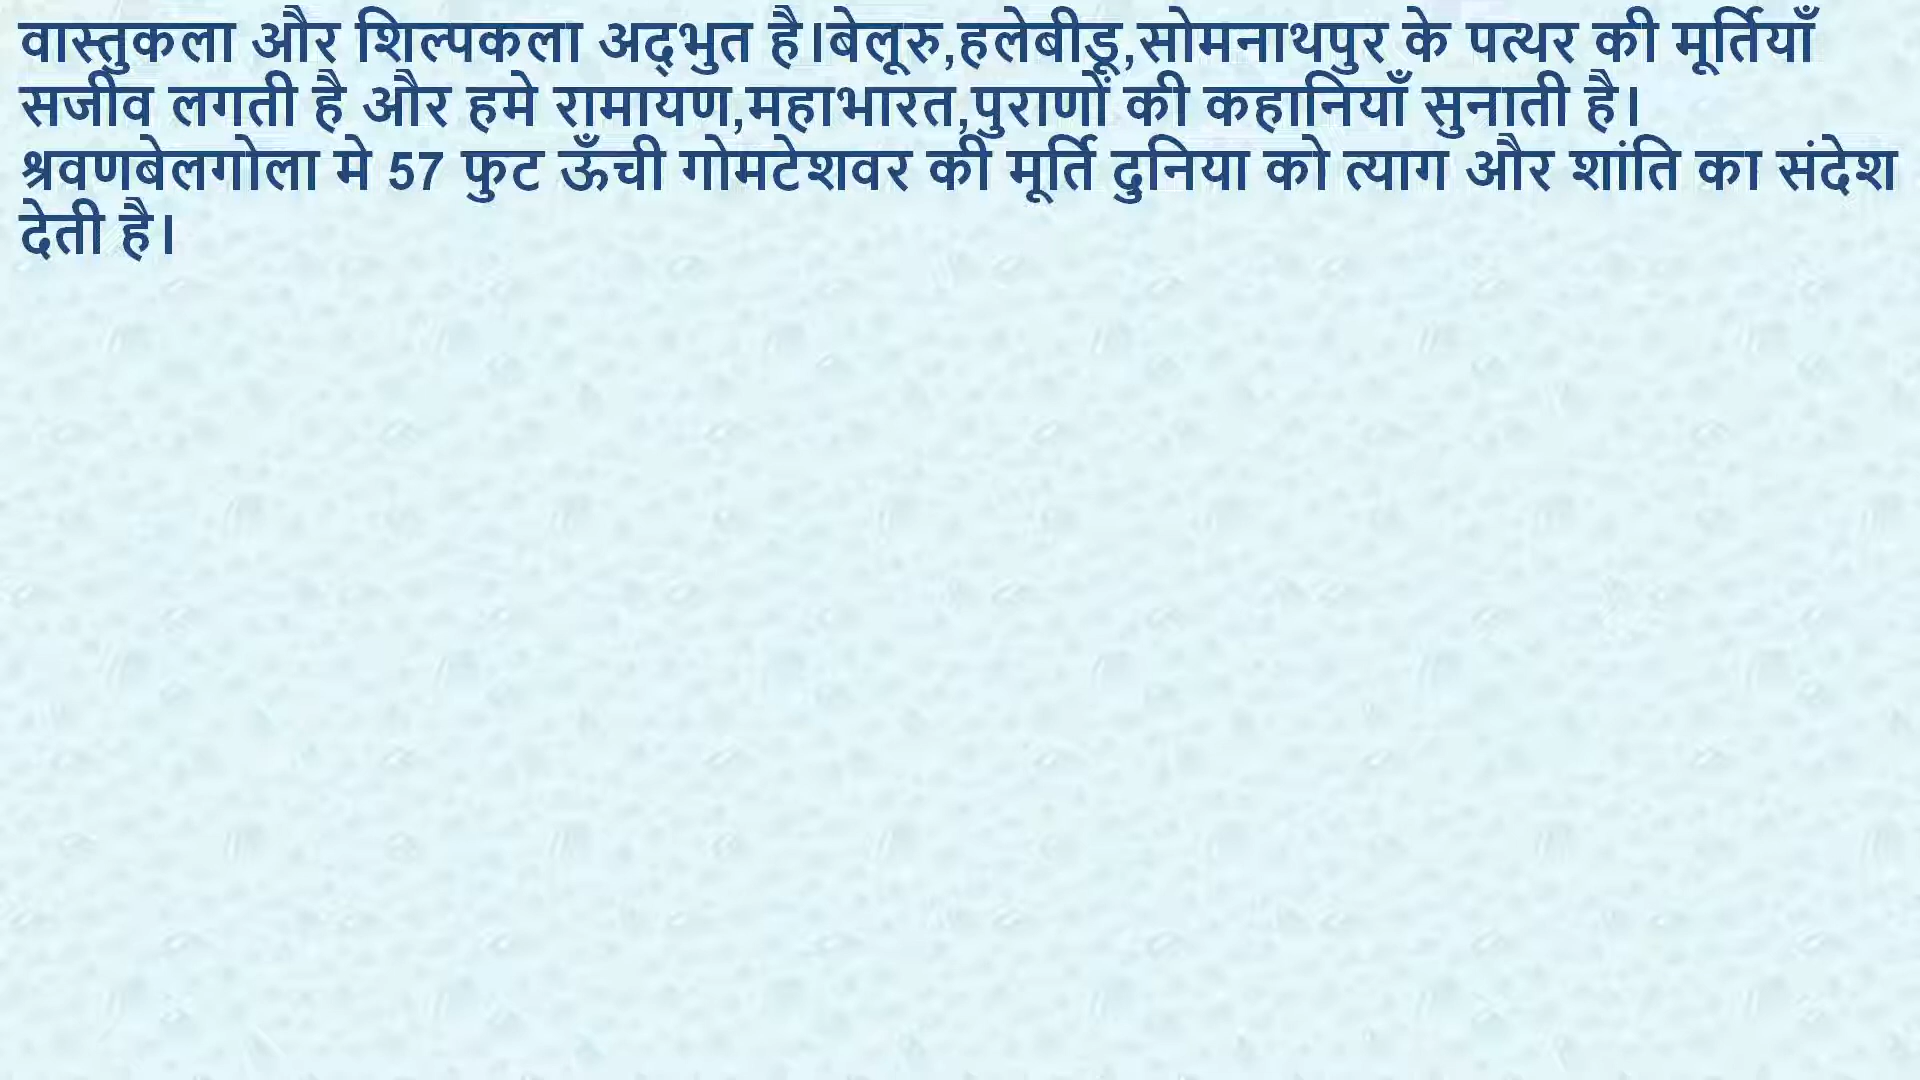 वास्तुकला और शिल्पकला अद्‌भुत है।बेलूरु,हलेबीडू,सोमनाथपुर के पत्थर की मूर्तियाँ
सजीव लगती है और हमे रामायण,महाभारत,पुराणों की कहानियाँ सुनाती है।
श्रवणबेलगोला मे 57 फुट ऊँची गोमटेशवर की मूर्ति दुनिया को त्याग और शांति का संदेश
देती है।